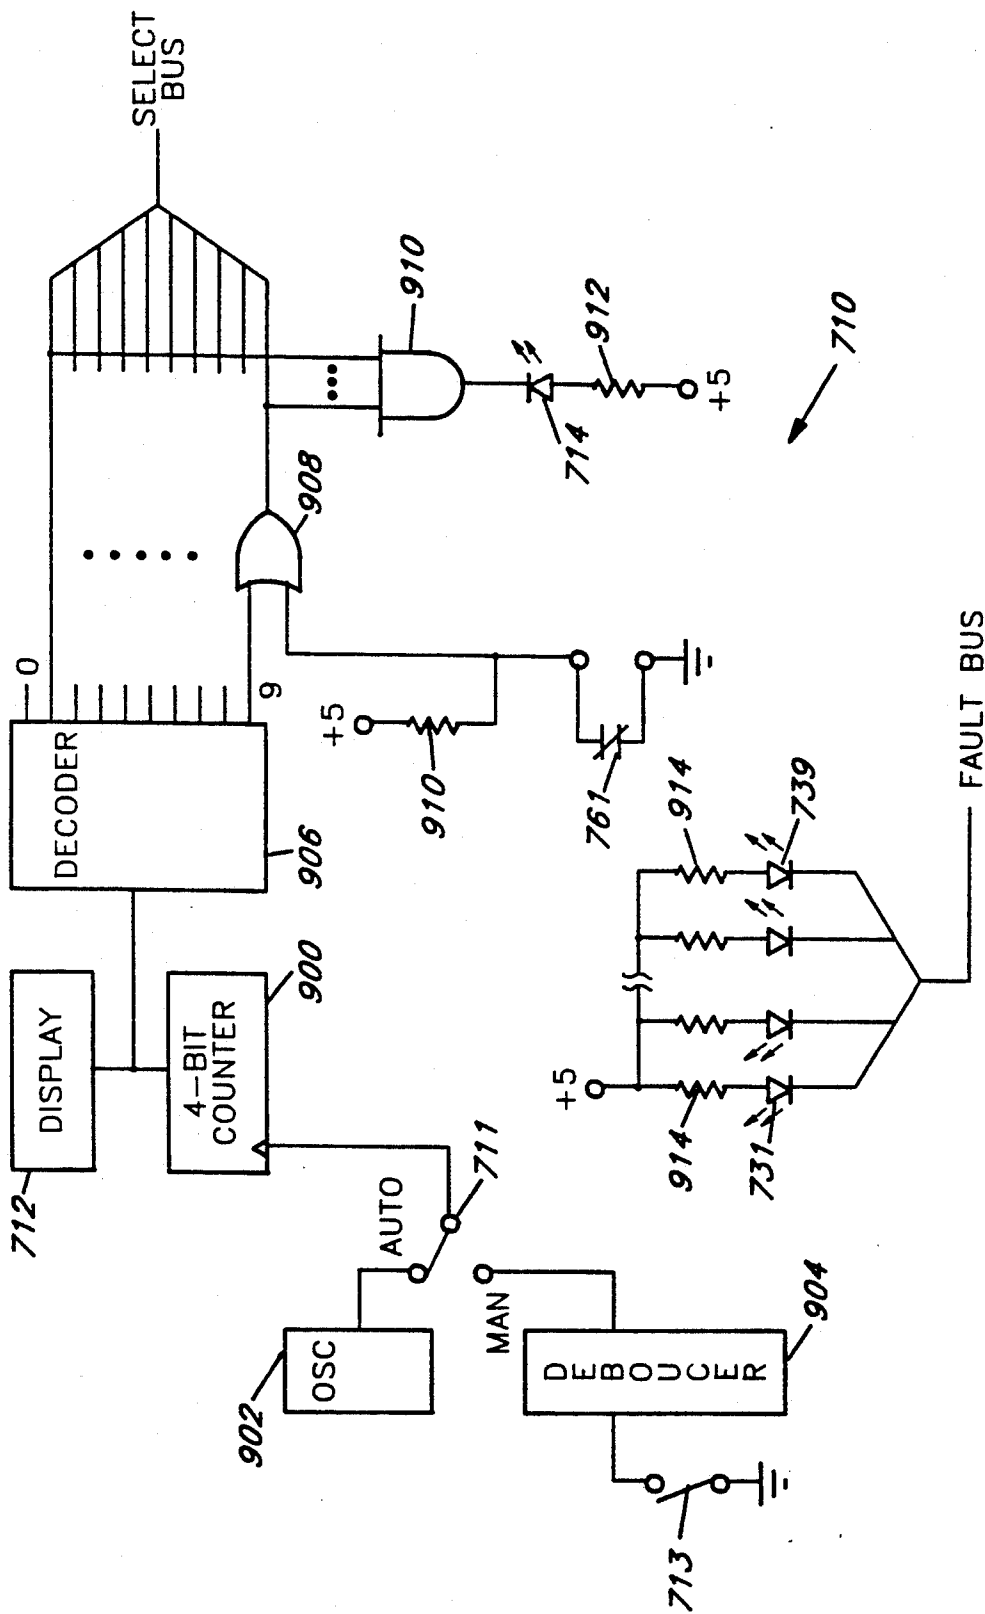 712
DISPLAY
4-BIT
COUNTER
900
DECODER
906
0
9
SELECT
BUS
908
910
714
912
+5
710
+5
910
761
902
OSC
AUTO
711
MAN
DEBOUCER
904
713
+5
914
731
914
739
FAULT BUS